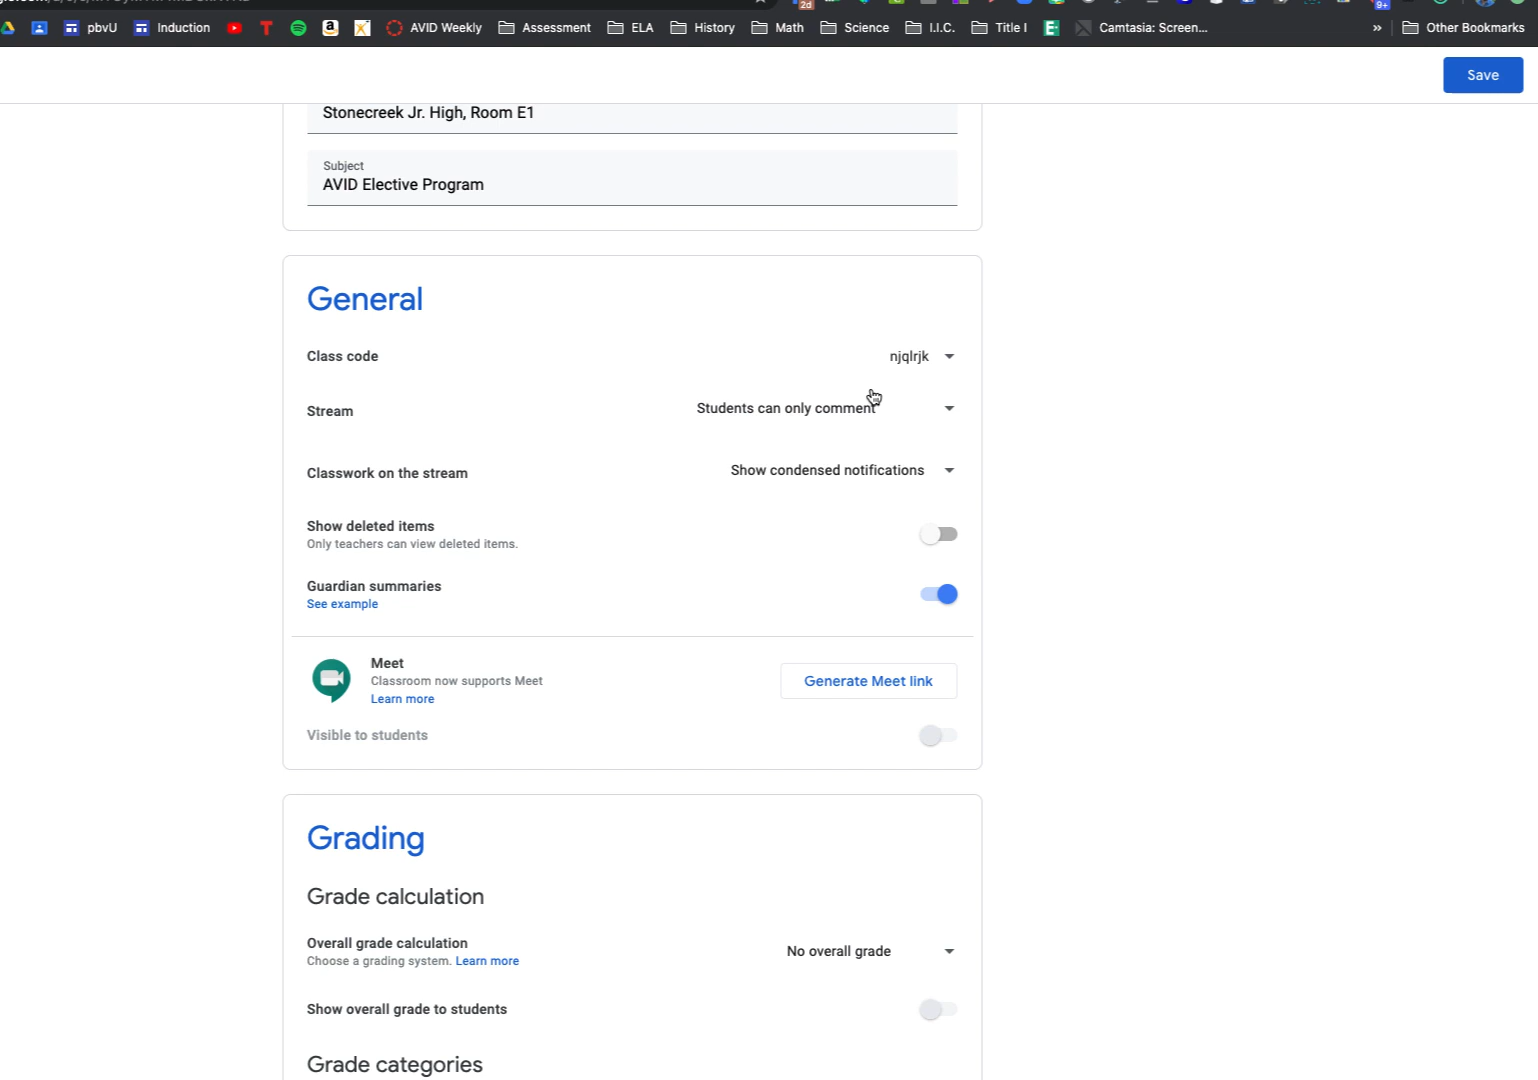 2d
9+
pbvU Induction T a AVID Weekly Assessment ELA History Math Science I.I.C. Title I E Camtasia: Screen... » Other Bookmarks
Save
Stonecreek Jr. High, Room E1
Subject
AVID Elective Program
General
Class code njqlrjk
Stream Students can only comment
Classwork on the stream Show condensed notifications
Show deleted items
Only teachers can view deleted items.
Guardian summaries
See example
Meet
Classroom now supports Meet
Learn more
Generate Meet link
Visible to students
Grading
Grade calculation
Overall grade calculation
Choose a grading system. Learn more
No overall grade
Show overall grade to students
Grade categories